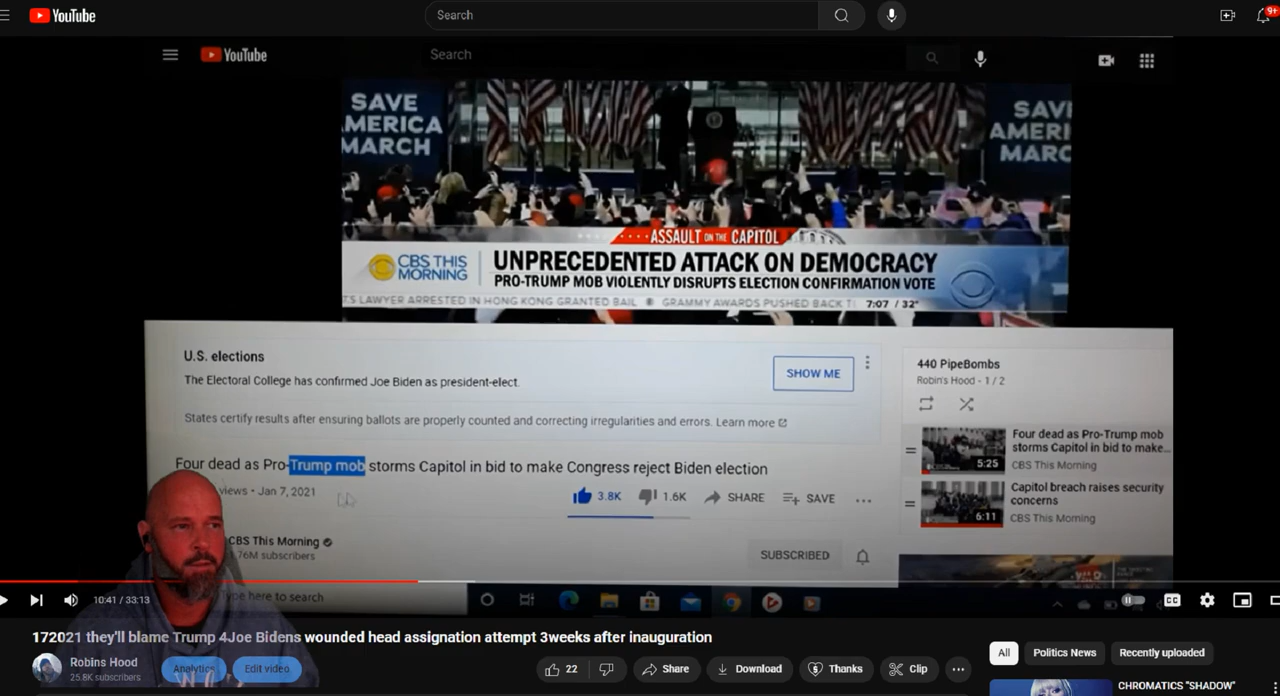 YouTube
Search
9+
YouTube
Search
SAVE
AMERICA
MARCH
SAV
AMERI
MARC
ASSAULT ON THE CAPITOL
CBS THIS
MORNING
UNPRECEDENTED ATTACK ON DEMOCRACY
PRO-TRUMP MOB VIOLENTLY DISRUPTS ELECTION CONFIRMATION VOTE
TS LAWYER ARRESTED IN HONG KONG GRANTED BAIL GRAMMY AWARDS PUSHED BACK T
7:07 / 32°
U.S. elections
The Electoral College has confirmed Joe Biden as president-elect.
SHOW ME
States certify results after ensuring ballots are properly counted and correcting irregularities and errors. Learn more
Four dead as Pro-Trump mob storms Capitol in bid to make Congress reject Biden election
views • Jan 7, 2021
3.8K
1.6K
SHARE
SAVE
CBS This Morning
76M subscribers
SUBSCRIBED
440 PipeBombs
Robin's Hood - 1 / 2
Four dead as Pro-Trump mob
storms Capitol in bid to make...
CBS This Morning
5:25
Capitol breach raises security
concerns
CBS This Morning
6:11
Type here to search
10:41 / 33:13
CC
172021 they'll blame Trump 4Joe Bidens wounded head assignation attempt 3weeks after inauguration
Robins Hood
25.8K subscribers
Analytics
Edit video
22
Share
Download
Thanks
Clip
All
Politics News
Recently uploaded
CHROMATICS "SHADOW"